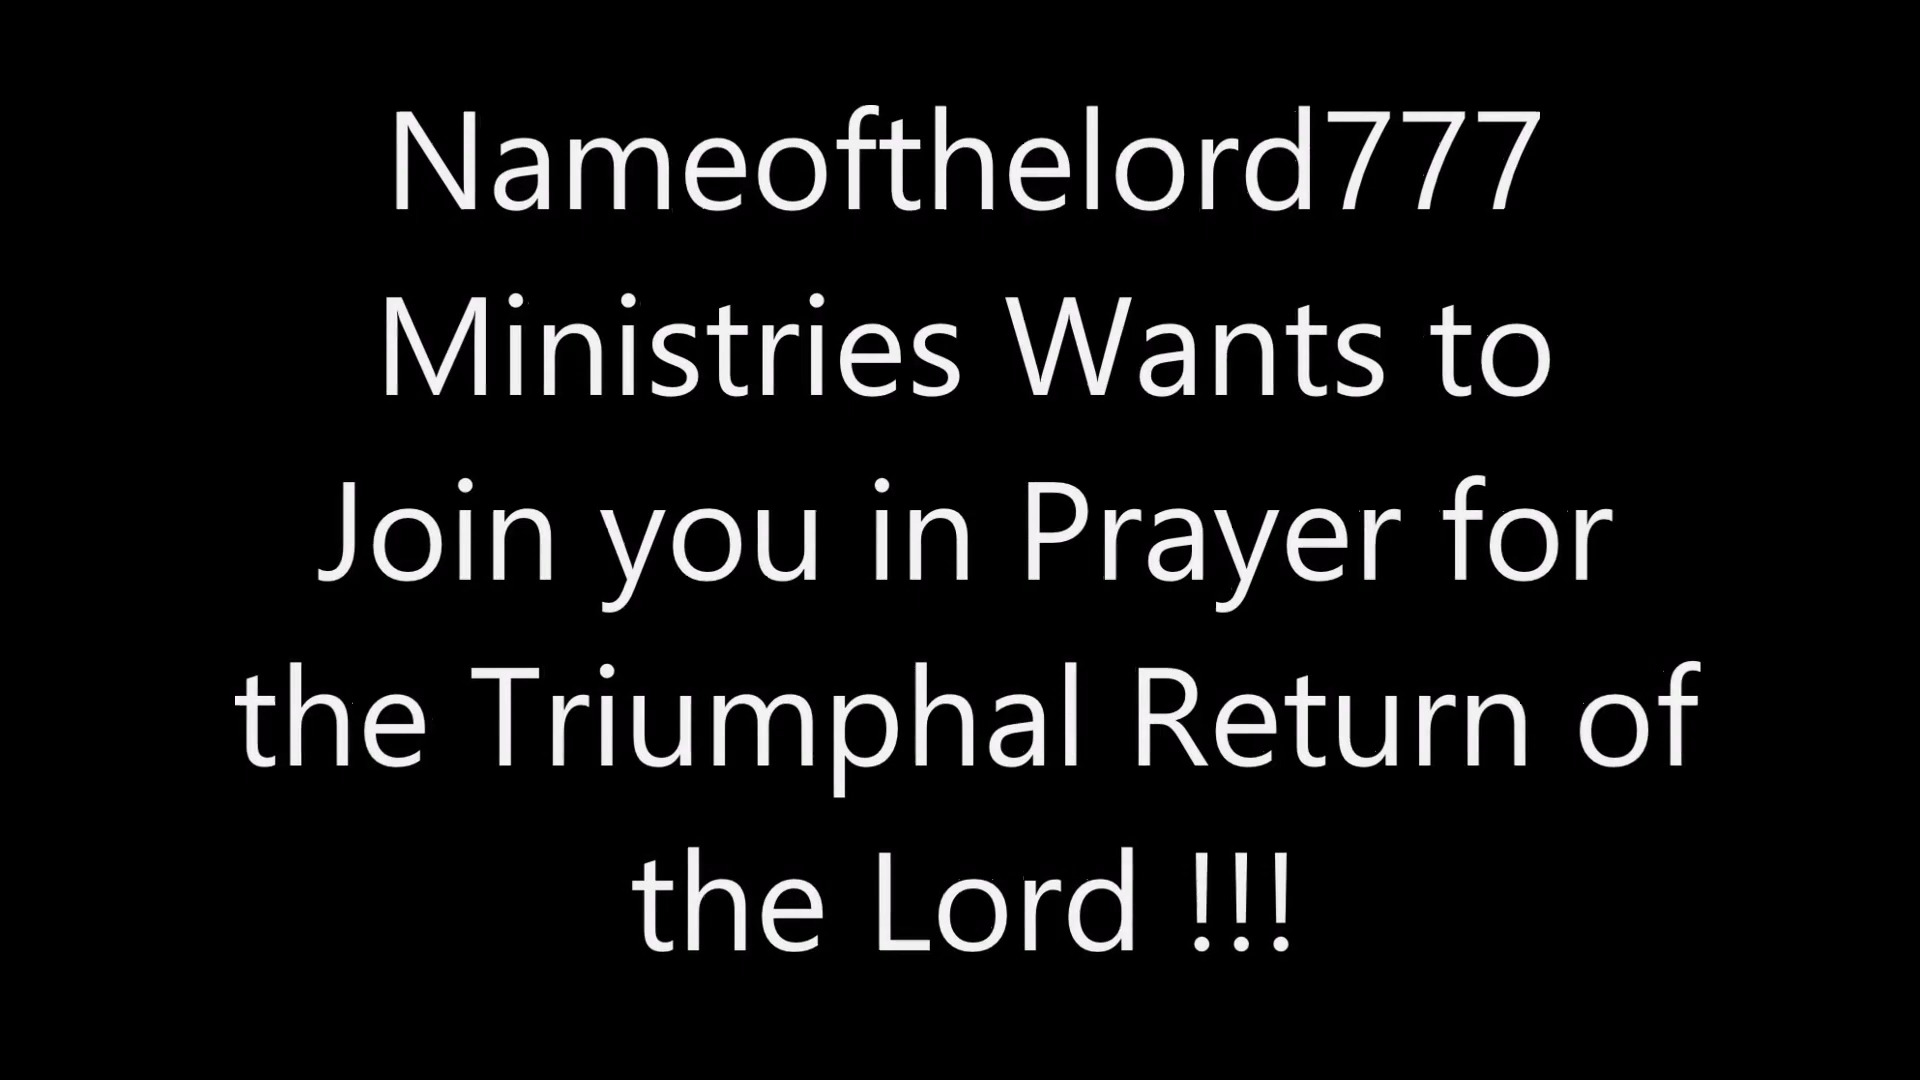 Nameofthelord777
Ministries Wants to
Join you in Prayer for
the Triumphal Return of
the Lord !!!